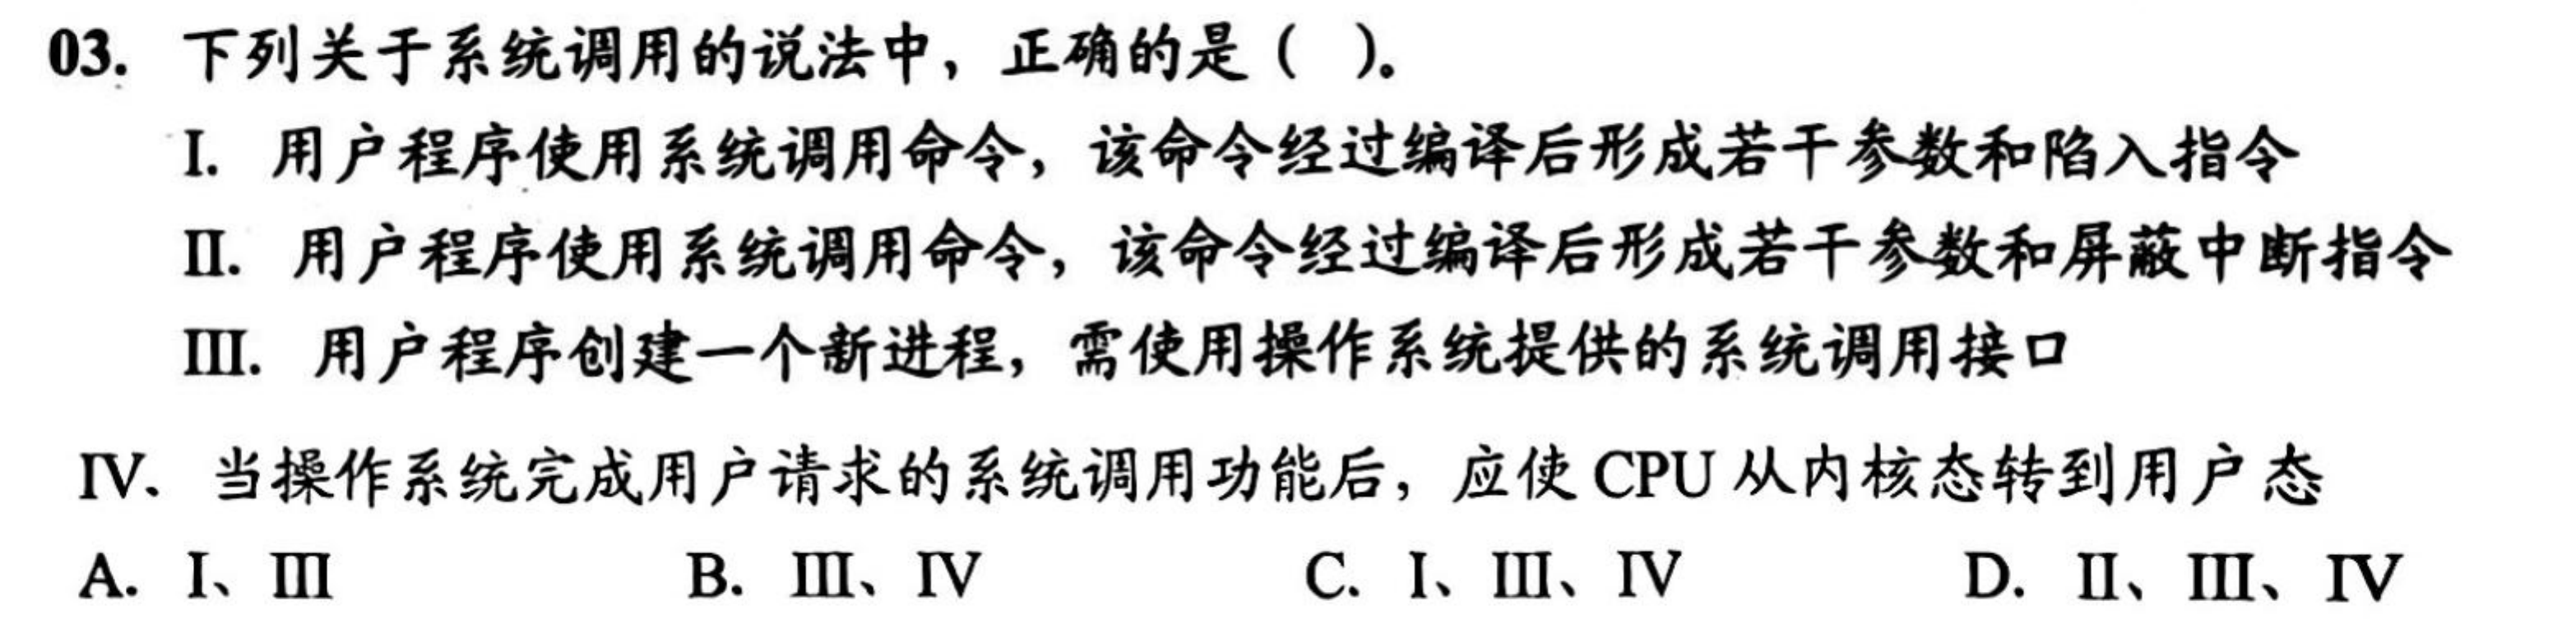 03. 下列关于系统调用的说法中，正确的是（ ）。
I. 用户程序使用系统调用命令，该命令经过编译后形成若干参数和陷入指令
II. 用户程序使用系统调用命令，该命令经过编译后形成若干参数和屏蔽中断指令
III. 用户程序创建一个新进程，需使用操作系统提供的系统调用接口
IV. 当操作系统完成用户请求的系统调用功能后，应使 CPU 从内核态转到用户态
A. I、III B. III、IV C. I、III、IV D. II、III、IV